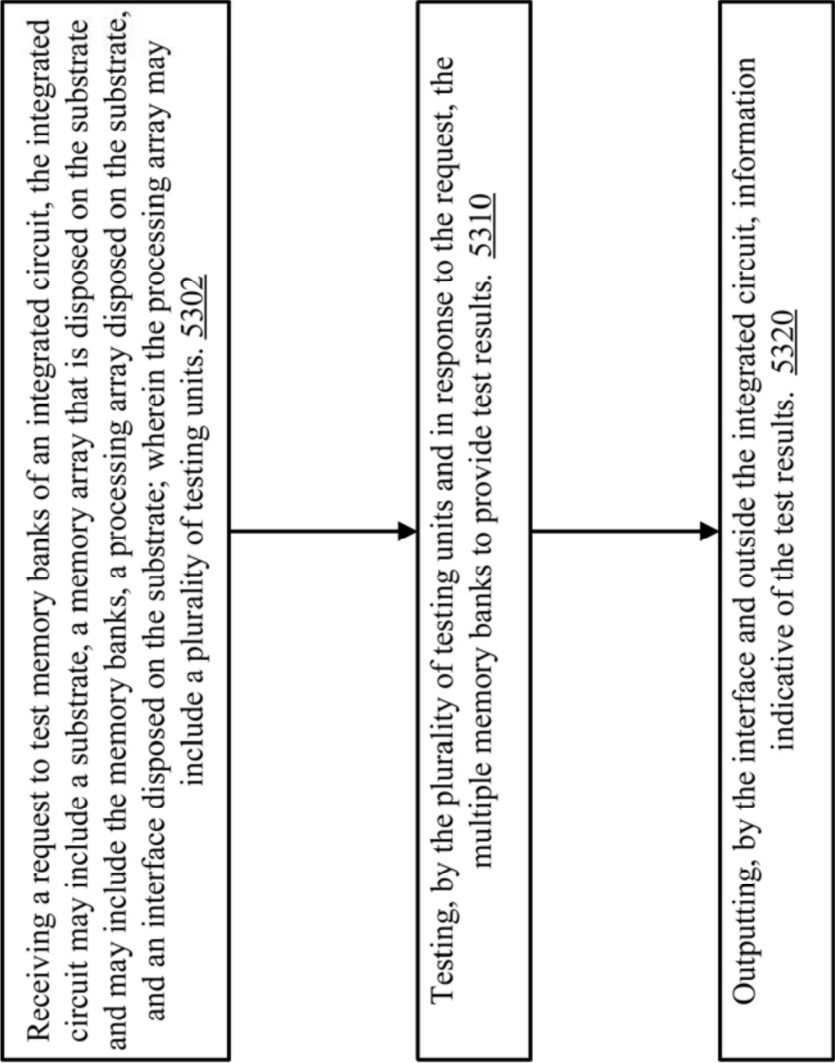 Receiving a request to test memory banks of an integrated circuit, the integrated
circuit may include a substrate, a memory array that is disposed on the substrate
and may include the memory banks, a processing array disposed on the substrate,
and an interface disposed on the substrate; wherein the processing array may
include a plurality of testing units. 5302
Testing, by the plurality of testing units and in response to the request, the
multiple memory banks to provide test results. 5310
Outputting, by the interface and outside the integrated circuit, information
indicative of the test results. 5320